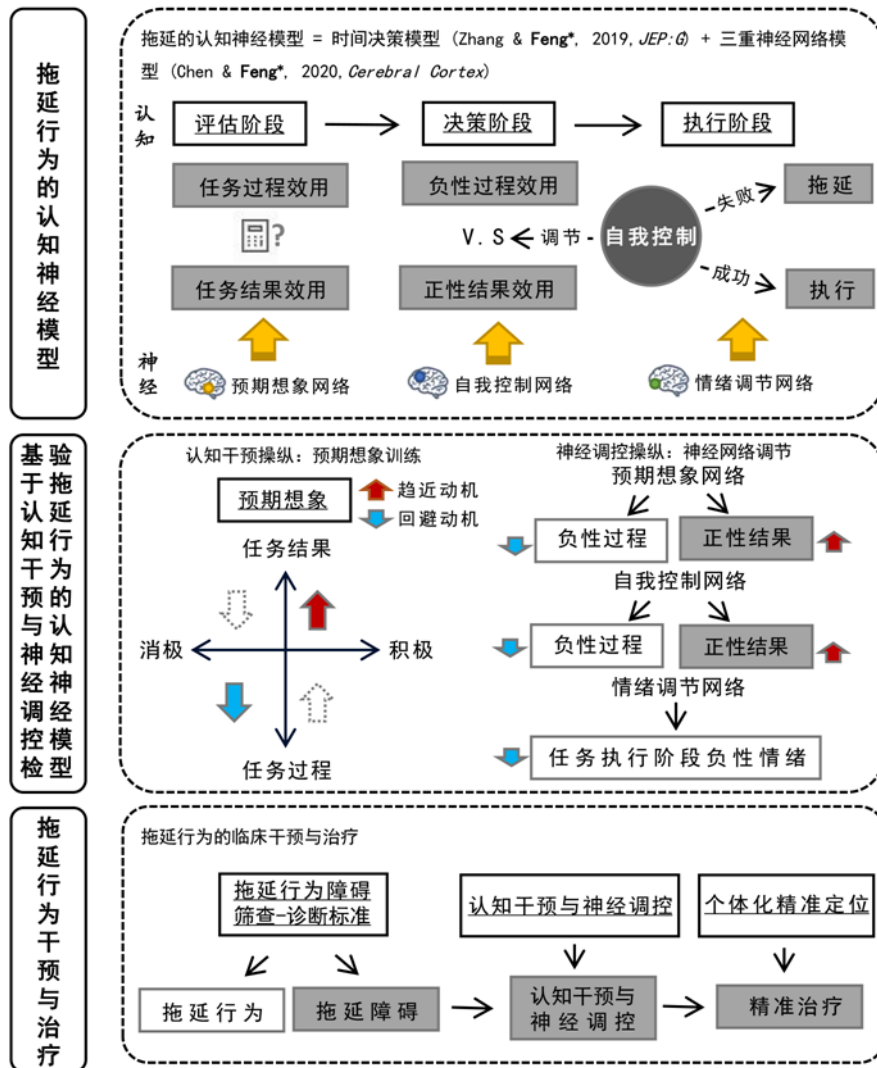 拖延行为的认知神经模型
拖延的认知神经模型 = 时间决策模型 (Zhang & Feng*, 2019, JEP:G) + 三重神经网络模
型 (Chen & Feng*, 2020, Cerebral Cortex)
认知
评估阶段
决策阶段
执行阶段
任务过程效用
负性过程效用
拖延
失败
?
V.S
调节
自我控制
成功
任务结果效用
正性结果效用
执行
神经
预期想象网络
自我控制网络
情绪调节网络
基于认知干预与神经调控检
验拖延行为的认知神经模型
认知干预操纵: 预期想象训练
预期想象
趋近动机
回避动机
任务结果
消极
积极
任务过程
神经调控操纵: 神经网络调节
预期想象网络
负性过程
正性结果
自我控制网络
负性过程
正性结果
情绪调节网络
任务执行阶段负性情绪
拖延行为干预与治疗
拖延行为的临床干预与治疗
拖延行为障碍
筛查-诊断标准
认知干预与神经调控
个体化精准定位
拖延行为
拖延障碍
认知干预与
神经调控
精准治疗